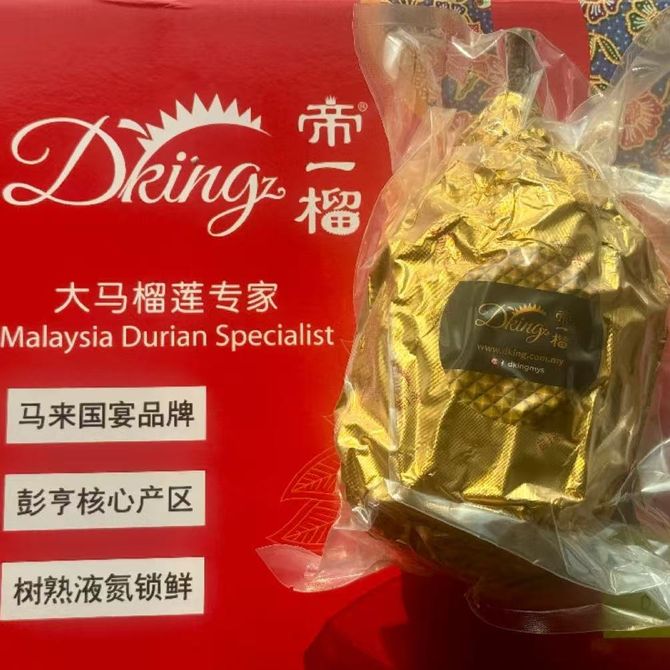 Dkingz
帝一榴®
大马榴莲专家
Malaysia Durian Specialist
马来国宴品牌
彭亨核心产区
树熟液氮锁鲜
Dkingz
帝一榴
www.dking.com.my
dkingmys